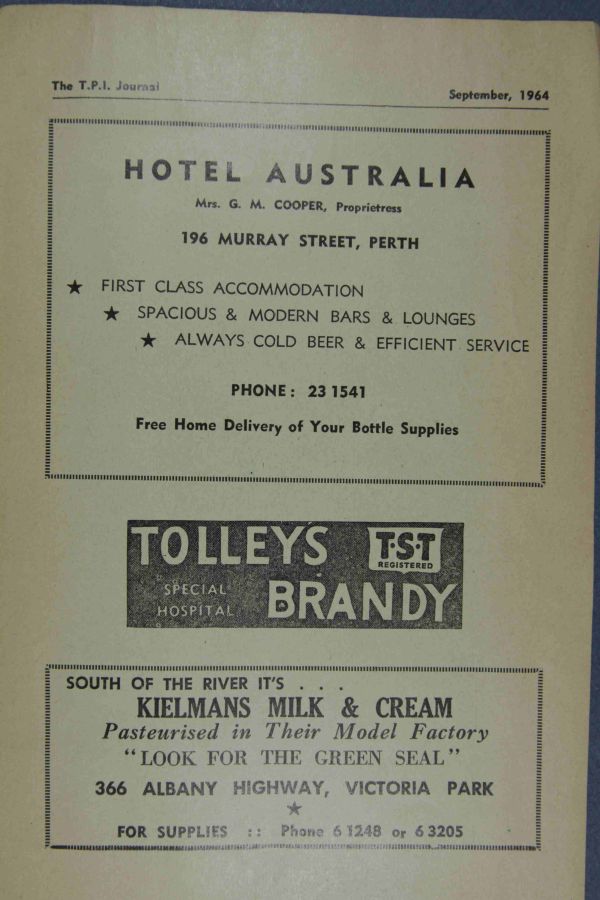 The T.P.I. Journal
September, 1964
HOTEL AUSTRALIA
Mrs. G. M. COOPER, Proprietress
196 MURRAY STREET, PERTH
★ FIRST CLASS ACCOMMODATION
★ SPACIOUS & MODERN BARS & LOUNGES
★ ALWAYS COLD BEER & EFFICIENT SERVICE
PHONE: 23 1541
Free Home Delivery of Your Bottle Supplies
TOLLEY'S T·S·T
REGISTERED
SPECIAL
HOSPITAL BRANDY
SOUTH OF THE RIVER IT'S . . .
KIELMANS MILK & CREAM
Pasteurised in Their Model Factory
"LOOK FOR THE GREEN SEAL"
366 ALBANY HIGHWAY, VICTORIA PARK
★
FOR SUPPLIES :: Phone 6 1248 or 6 3205